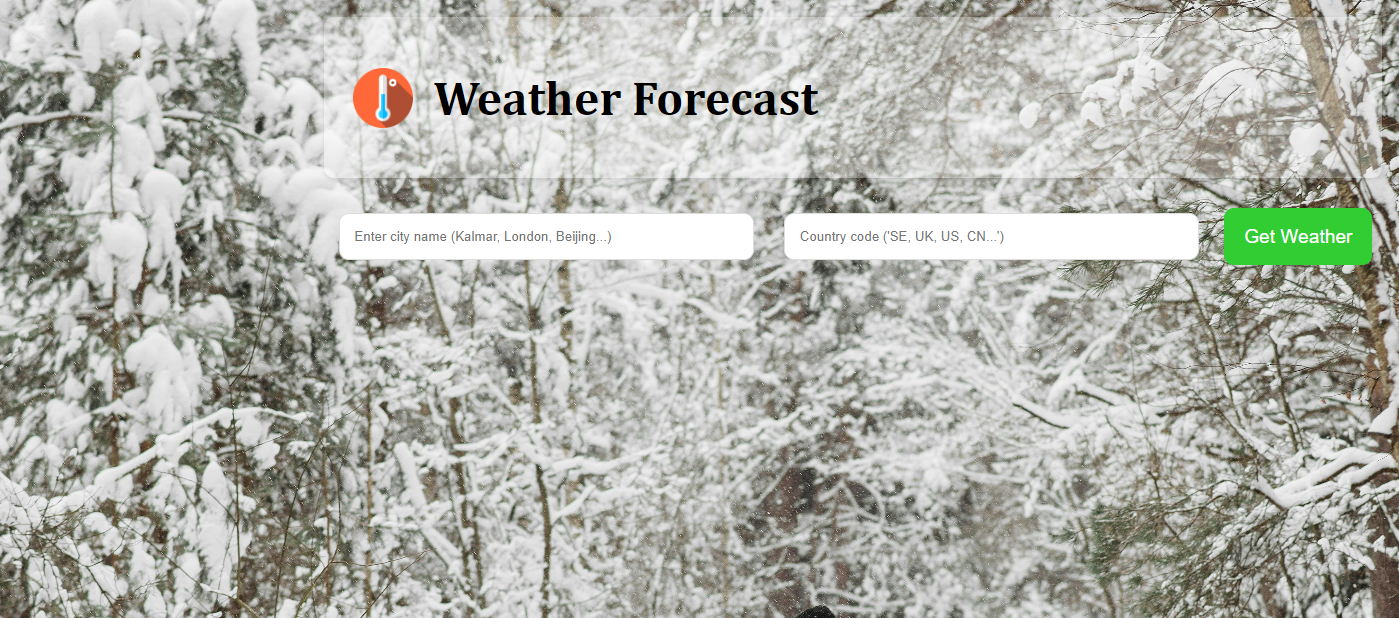 Weather Forecast
Enter city name (Kalmar, London, Beijing...)
Country code ('SE, UK, US, CN...')
Get Weather